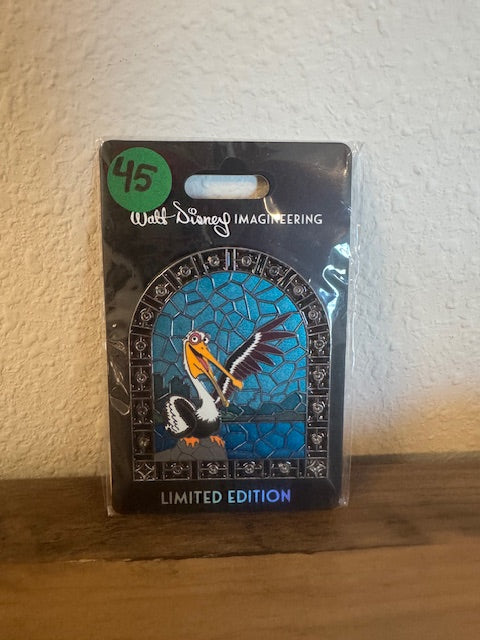 45
Walt Disney IMAGINEERING
LIMITED EDITION